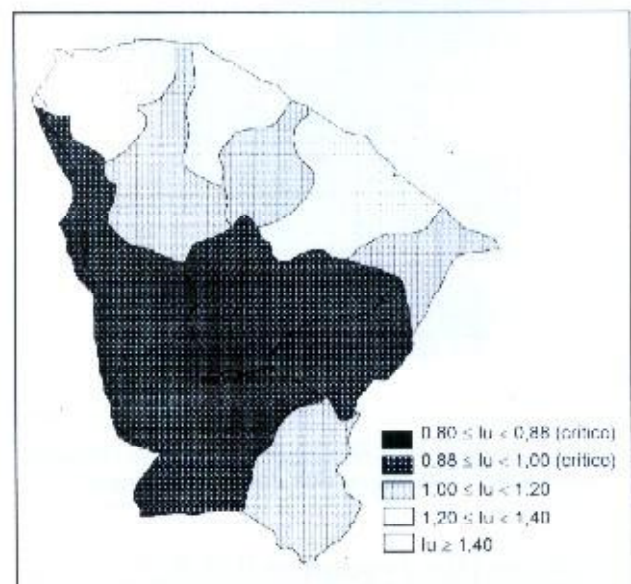 0.80 ≤ Iu < 0,88 (crítico)
0.88 ≤ Iu < 1,00 (crítico)
1.00 ≤ Iu < 1.20
1,20 ≤ Iu < 1,40
Iu ≥ 1,40